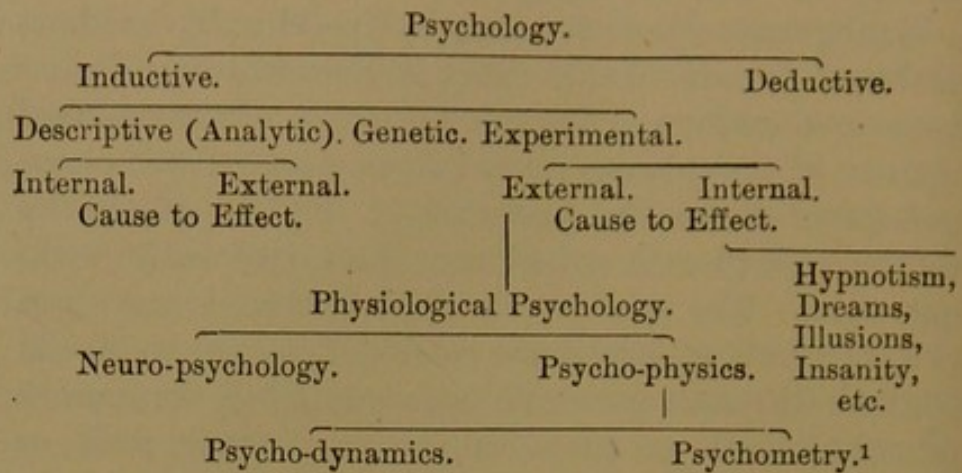 Psychology.
Inductive. Deductive.
Descriptive (Analytic). Genetic. Experimental.
Internal. External. External. Internal.
Cause to Effect. Cause to Effect.
Hypnotism,
Physiological Psychology. Dreams,
Illusions,
Neuro-psychology. Psycho-physics. Insanity,
etc.
Psycho-dynamics. Psychometry.¹